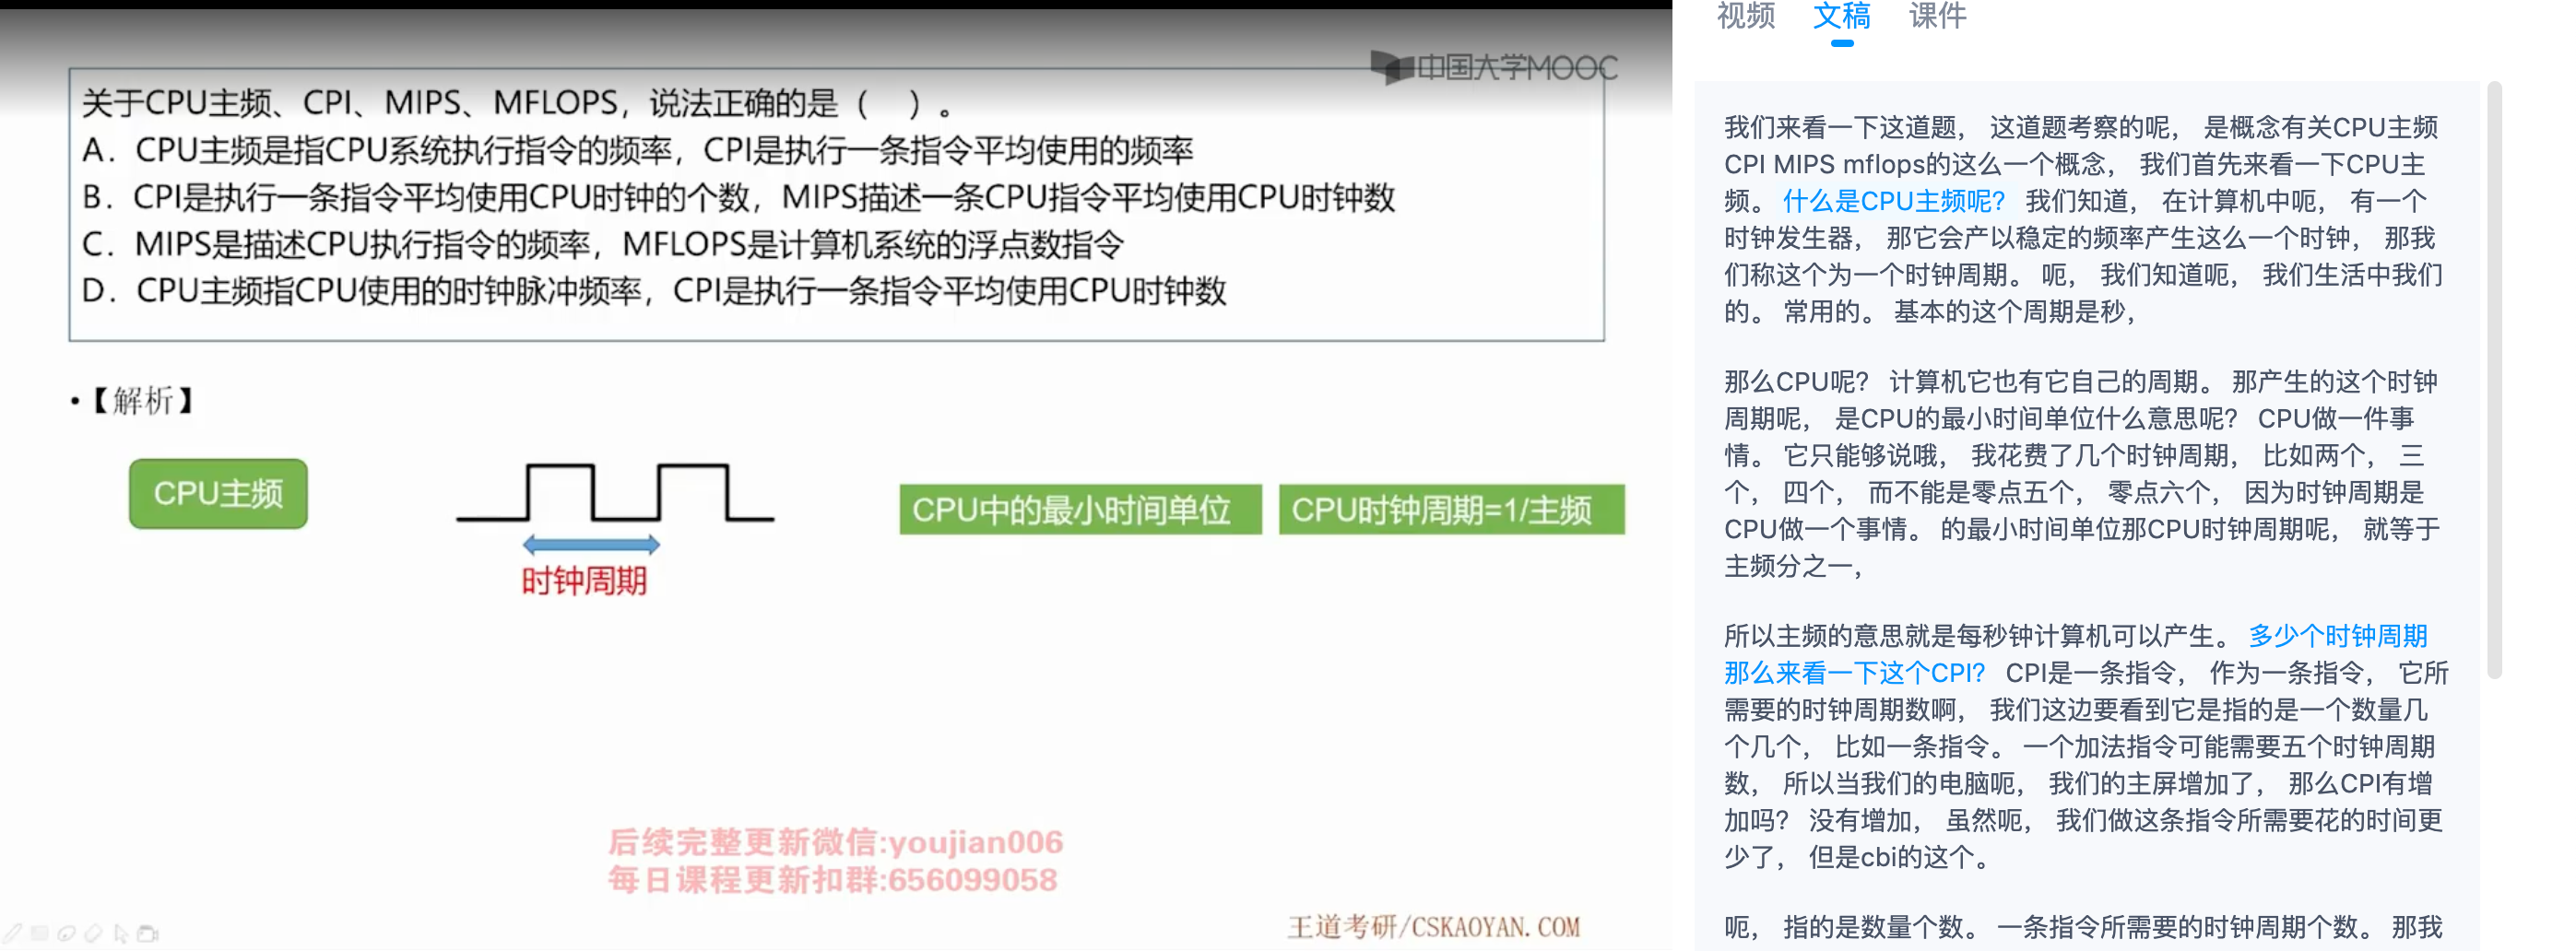 中国大学MOOC
关于CPU主频、CPI、MIPS、MFLOPS，说法正确的是（　）。
A．CPU主频是指CPU系统执行指令的频率，CPI是执行一条指令平均使用的频率
B．CPI是执行一条指令平均使用CPU时钟的个数，MIPS描述一条CPU指令平均使用CPU时钟数
C．MIPS是描述CPU执行指令的频率，MFLOPS是计算机系统的浮点数指令
D．CPU主频指CPU使用的时钟脉冲频率，CPI是执行一条指令平均使用CPU时钟数
•【解析】
CPU主频
时钟周期
CPU中的最小时间单位
CPU时钟周期=1/主频
后续完整更新微信:youjian006
每日课程更新扣群:656099058
王道考研/CSKAOYAN.COM
视频 文稿 课件
我们来看一下这道题， 这道题考察的呢， 是概念有关CPU主频
CPI MIPS mflops的这么一个概念， 我们首先来看一下CPU主
频。 什么是CPU主频呢？ 我们知道， 在计算机中呃， 有一个
时钟发生器， 那它会产以稳定的频率产生这么一个时钟， 那我
们称这个为一个时钟周期。 呃， 我们知道呃， 我们生活中我们
的。 常用的。 基本的这个周期是秒，
那么CPU呢？ 计算机它也有它自己的周期。 那产生的这个时钟
周期呢， 是CPU的最小时间单位什么意思呢？ CPU做一件事
情。 它只能够说哦， 我花费了几个时钟周期， 比如两个， 三
个， 四个， 而不能是零点五个， 零点六个， 因为时钟周期是
CPU做一个事情。 的最小时间单位那CPU时钟周期呢， 就等于
主频分之一，
所以主频的意思就是每秒钟计算机可以产生。 多少个时钟周期
那么来看一下这个CPI？ CPI是一条指令， 作为一条指令， 它所
需要的时钟周期数啊， 我们这边要看到它是指的是一个数量几
个几个， 比如一条指令。 一个加法指令可能需要五个时钟周期
数， 所以当我们的电脑呃， 我们的主屏增加了， 那么CPI有增
加吗？ 没有增加， 虽然呃， 我们做这条指令所需要花的时间更
少了， 但是cbi的这个。
呃， 指的是数量个数。 一条指令所需要的时钟周期个数。 那我